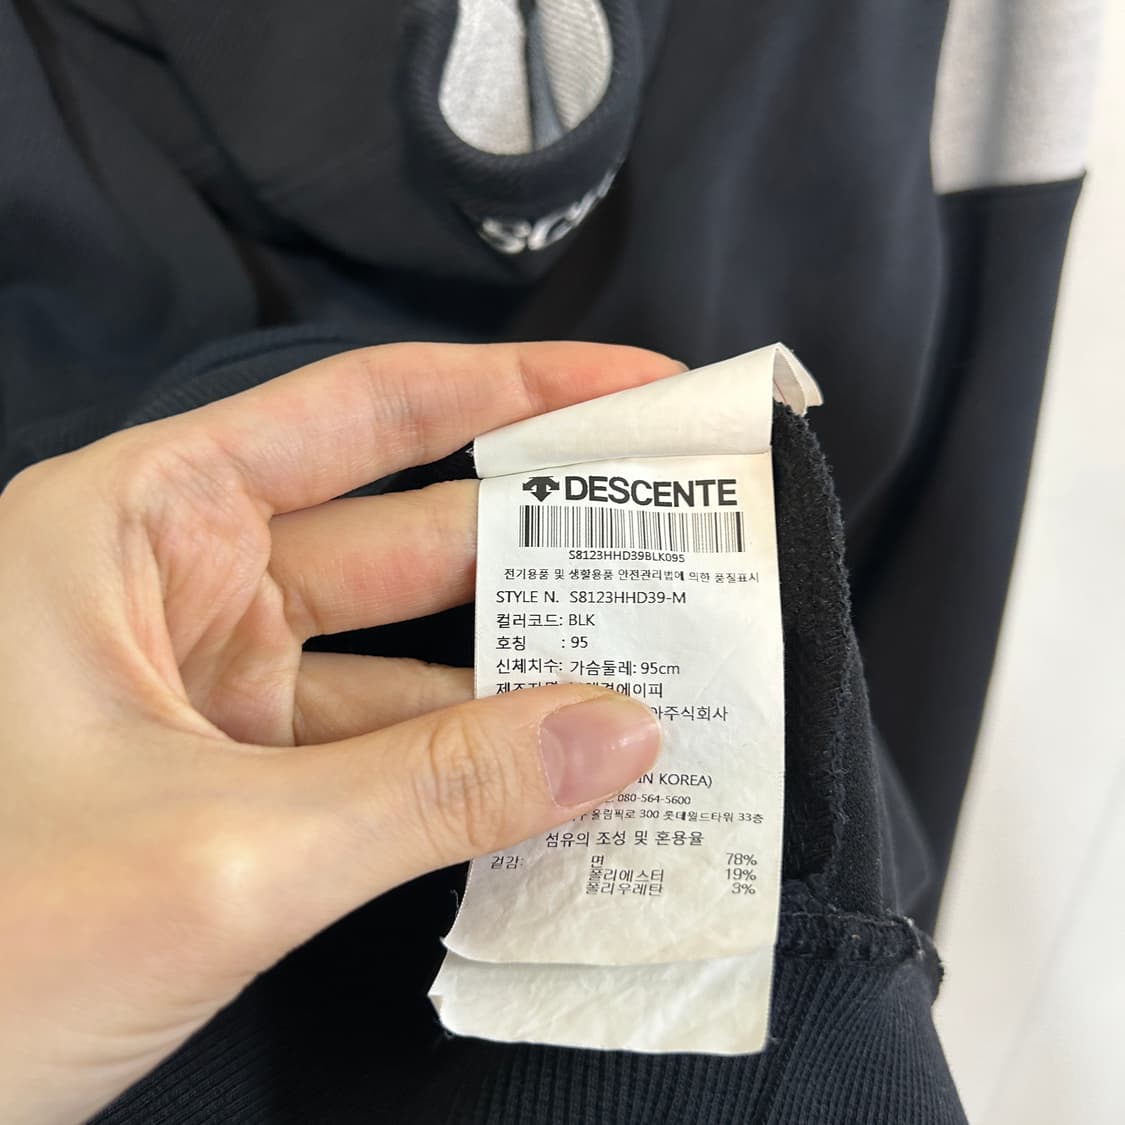 DESCENTE
S8123HHD39BLK095
전기용품 및 생활용품 안전관리법에 의한 품질표시
STYLE N. S8123HHD39-M
컬러코드: BLK
호칭 : 95
신체치수: 가슴둘레: 95cm
주식회사
IN KOREA)
080-564-5600
올림픽로 300 롯데월드타워 33층
섬유의 조성 및 혼용율
겉감: 면 78%
폴리에스터 19%
폴리우레탄 3%